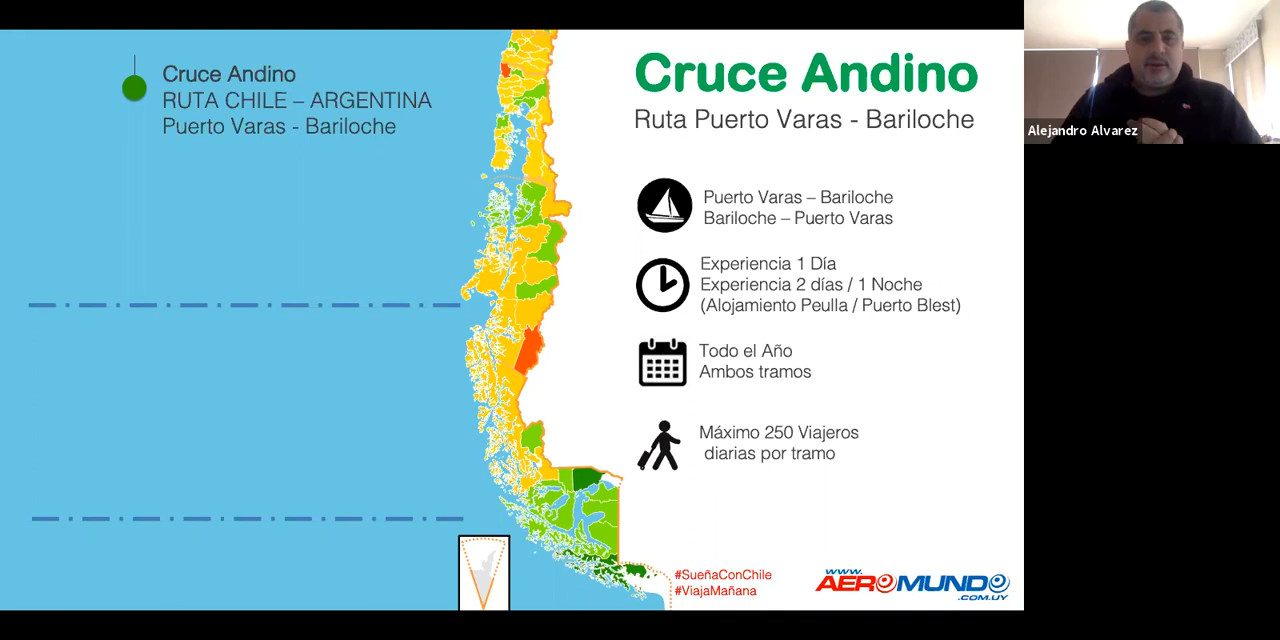 Cruce Andino
RUTA CHILE – ARGENTINA
Puerto Varas - Bariloche
Cruce Andino
Ruta Puerto Varas - Bariloche
Puerto Varas – Bariloche
Bariloche – Puerto Varas
Experiencia 1 Día
Experiencia 2 días / 1 Noche
(Alojamiento Peulla / Puerto Blest)
Todo el Año
Ambos tramos
Máximo 250 Viajeros
diarias por tramo
#SueñaConChile
#ViajaMañana
WWW.
AEROMUNDO
.COM.UY
Alejandro Alvarez